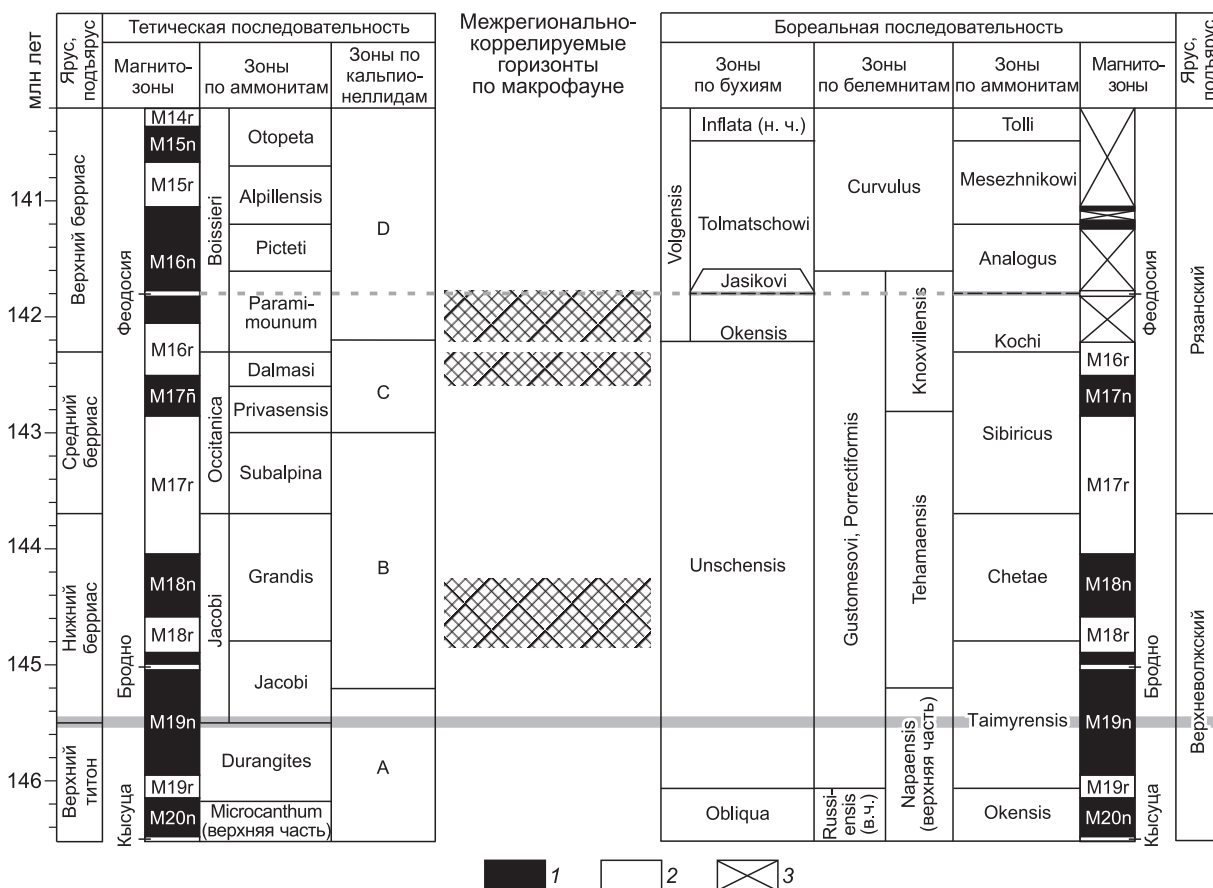 Тетическая последовательность
Межрегионально-
коррелируемые
горизонты
по макрофауне
Бореальная последовательность
млн лет
Ярус,
подъярус
Магнито-
зоны
Зоны
по аммонитам
Зоны по
кальпио-
неллидам
Зоны
по бухиям
Зоны
по белемнитам
Зоны
по аммонитам
Магнито-
зоны
Ярус,
подъярус
141
142
143
144
145
146
Верхний берриас
Средний
берриас
Нижний
берриас
Верхний
титон
Феодосия
Бродно
Кысуца
M14r
M15n
M15r
M16n
M16r
M17n̄
M17r
M18n
M18r
M19n
M19r
M20n
Boissieri
Occitanica
Jacobi
Otopeta
Alpillensis
Picteti
Parami-
mounum
Dalmasi
Privasensis
Subalpina
Grandis
Jacobi
Durangites
Microcanthum
(верхняя часть)
D
C
B
A
Volgensis
Inflata (н. ч.)
Tolmatschowi
Jasikovi
Okensis
Unschensis
Obliqua
Curvulus
Gustomesovi, Porrectiformis
Russi-
ensis
(в.ч.)
Knoxvillensis
Tehamaensis
Napaensis
(верхняя часть)
Tolli
Mesezhnikowi
Analogus
Kochi
Sibiricus
Chetae
Taimyrensis
Okensis
M16r
M17n
M17r
M18n
M18r
M19n
M19r
M20n
Феодосия
Бродно
Кысуца
Рязанский
Верхневолжский
1
2
3